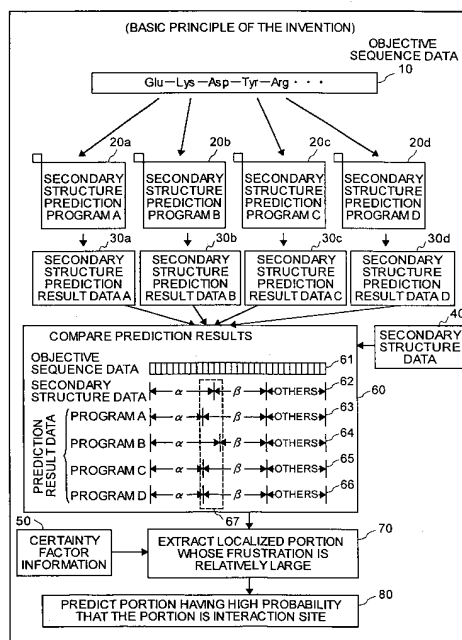 (BASIC PRINCIPLE OF THE INVENTION)
OBJECTIVE
SEQUENCE DATA
10
Glu—Lys—Asp—Tyr—Arg · · ·
20a
20b
20c
20d
SECONDARY
STRUCTURE
PREDICTION
PROGRAM A
SECONDARY
STRUCTURE
PREDICTION
PROGRAM B
SECONDARY
STRUCTURE
PREDICTION
PROGRAM C
SECONDARY
STRUCTURE
PREDICTION
PROGRAM D
30a
30b
30c
30d
SECONDARY
STRUCTURE
PREDICTION
RESULT DATA A
SECONDARY
STRUCTURE
PREDICTION
RESULT DATA B
SECONDARY
STRUCTURE
PREDICTION
RESULT DATA C
SECONDARY
STRUCTURE
PREDICTION
RESULT DATA D
40
SECONDARY
STRUCTURE
DATA
COMPARE PREDICTION RESULTS
60
OBJECTIVE
SEQUENCE DATA
61
SECONDARY
STRUCTURE DATA
α β OTHERS 62
PREDICTION
RESULT DATA
PROGRAM A α β OTHERS 63
PROGRAM B α β OTHERS 64
PROGRAM C α β OTHERS 65
PROGRAM D α β OTHERS 66
67
50
CERTAINTY
FACTOR
INFORMATION
70
EXTRACT LOCALIZED PORTION
WHOSE FRUSTRATION IS
RELATIVELY LARGE
80
PREDICT PORTION HAVING HIGH PROBABILITY
THAT THE PORTION IS INTERACTION SITE